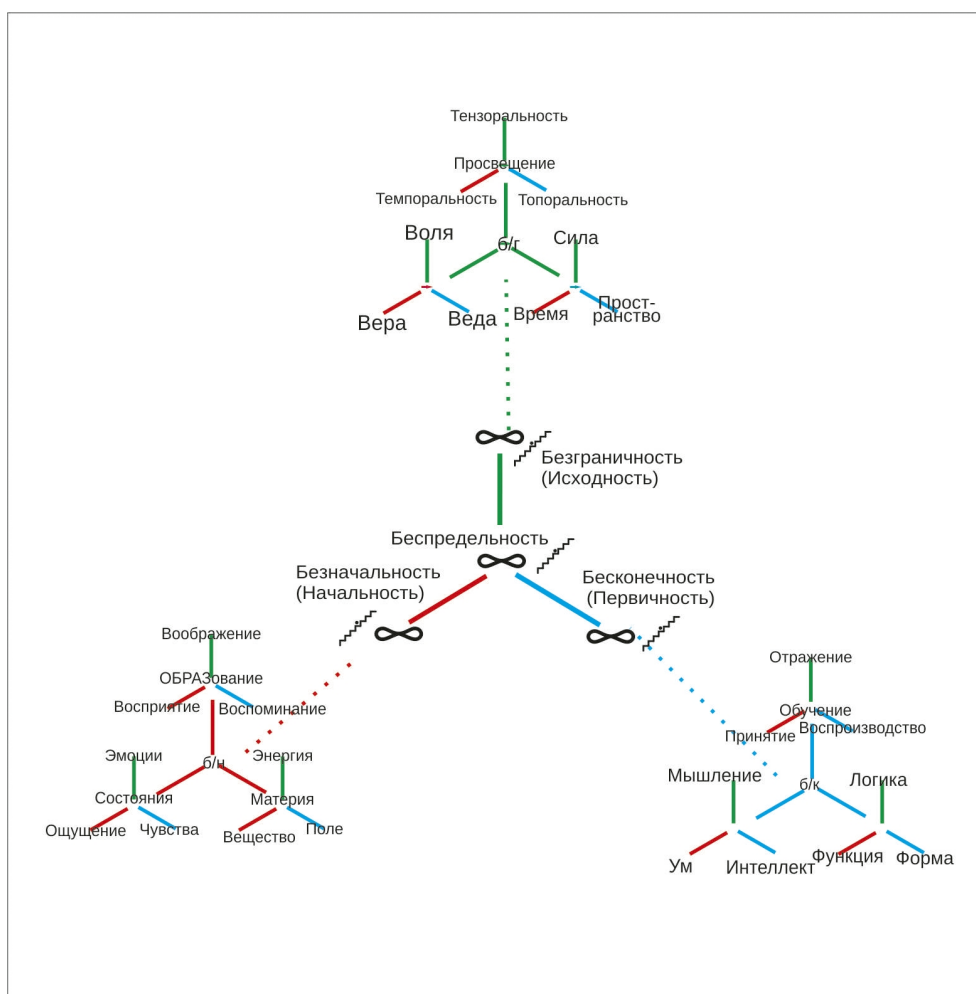 Тензоральность
Просвещение
Темпоральность
Топоральность
Воля
б/г
Сила
Вера
Веда
Время
Прост-
ранство
Безграничность
(Исходность)
Беспредельность
Безначальность
(Начальность)
Бесконечность
(Первичность)
Воображение
ОБРАЗование
Восприятие
Воспоминание
Эмоции
б/н
Энергия
Состояния
Материя
Ощущение
Чувства
Вещество
Поле
Отражение
Обучение
Принятие
Воспроизводство
Мышление
б/к
Логика
Ум
Интеллект
Функция
Форма